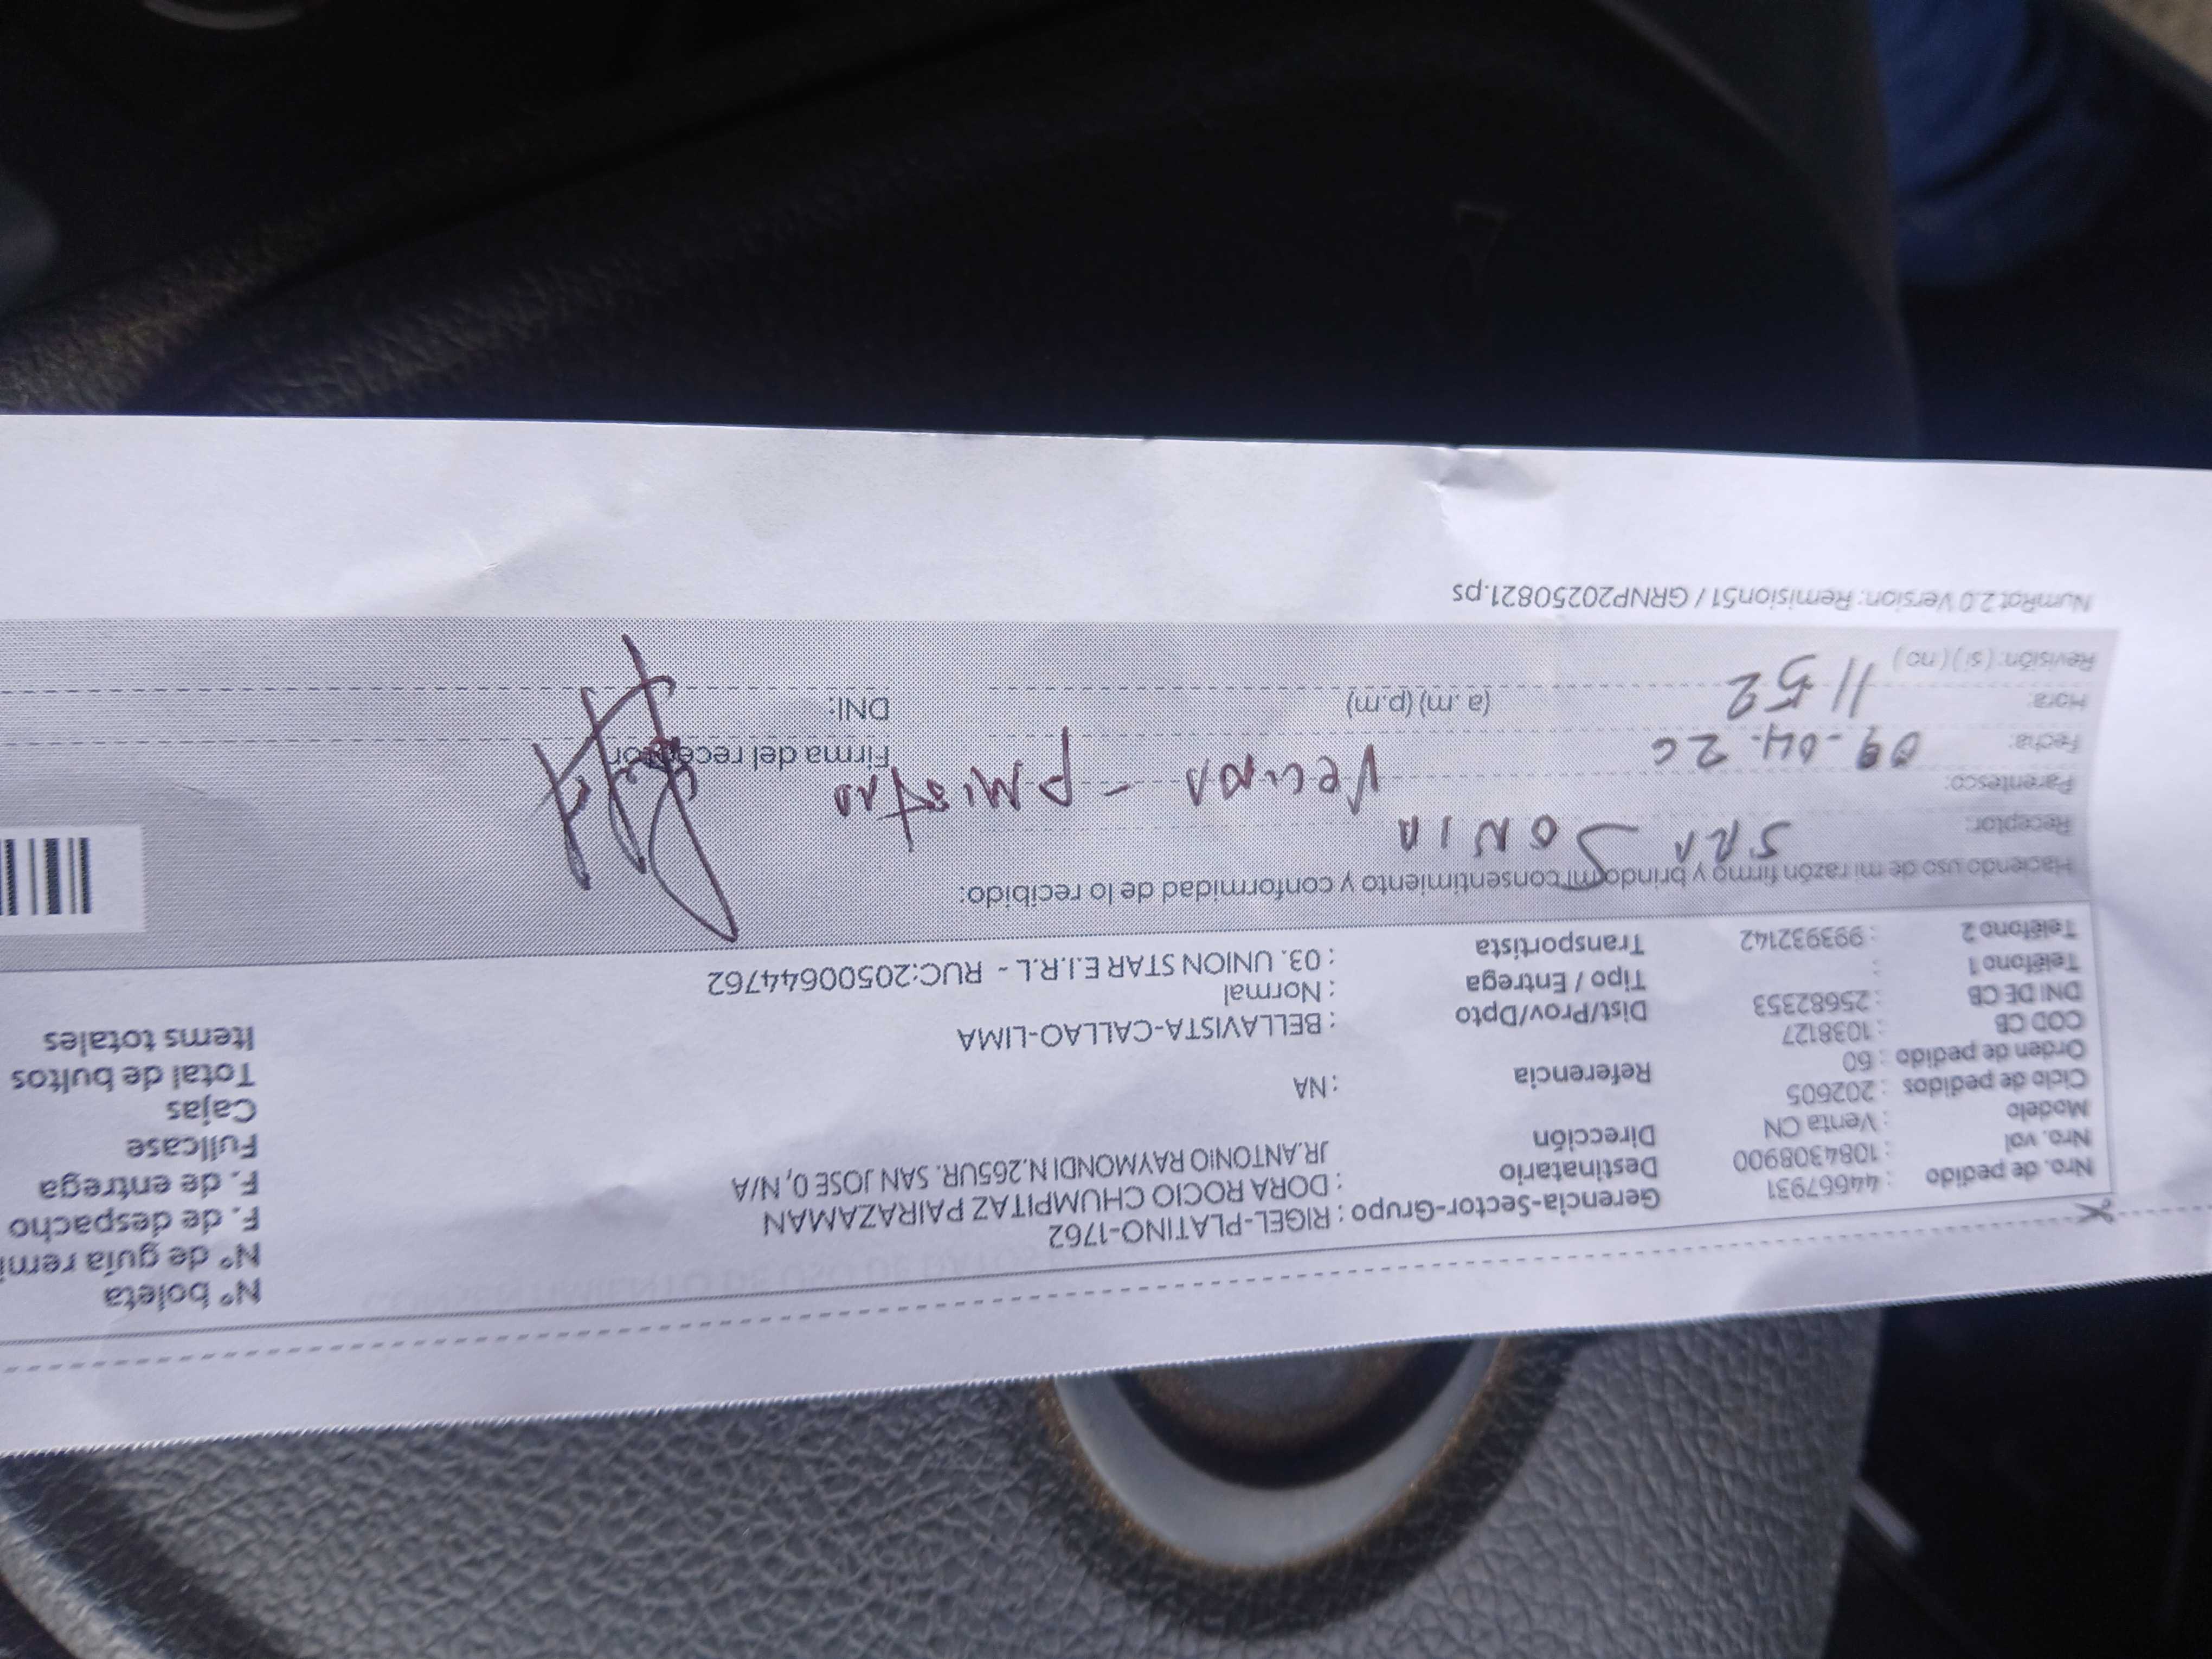 Nro. de pedido : 44667931
Nro. vol : 1084308900
Modelo : Venta CN
Ciclo de pedidos : 202605
Orden de pedido : 60
COD CB : 1038127
DNI DE CB : 25682353
Teléfono 1 :
Teléfono 2 : 993932142
Gerencia-Sector-Grupo : RIGEL-PLATINO-1762
Destinatario : DORA ROCIO CHUMPITAZ PAIRAZAMAN
Dirección JR.ANTONIO RAYMONDI N.265UR. SAN JOSE 0, N/A
Referencia : NA
Dist/Prov/Dpto : BELLAVISTA-CALLAO-LIMA
Tipo / Entrega : Normal
Transportista : 03. UNION STAR E.I.R.L - RUC:20500644762
N° boleta
N° de guía remi
F. de despacho
F. de entrega
Fullcase
Cajas
Total de bultos
Items totales
Haciendo uso de mi razón firmo y brindo mi consentimiento y conformidad de lo recibido:
Receptor: SRA SONIA
Parentesco: Vecina - P
Fecha: 09-04-26
Hora: 11 52 (a.m) (p.m)
Revisión: (si) (no)
Firma del receptor
DNI:
NumRot 2.0 Version: Remision51 / GRNP20250821.ps